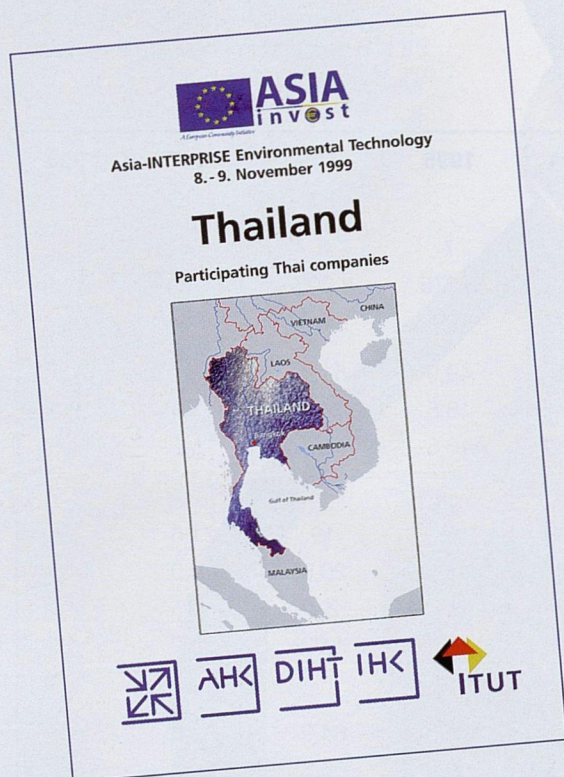 ASIA
invest
A European Community Initiative
Asia-INTERPRISE Environmental Technology
8.-9. November 1999
Thailand
Participating Thai companies
CHINA
VIETNAM
LAOS
THAILAND
Bangkok
CAMBODIA
Gulf of Thailand
MALAYSIA
AHK DIHT IHK ITUT